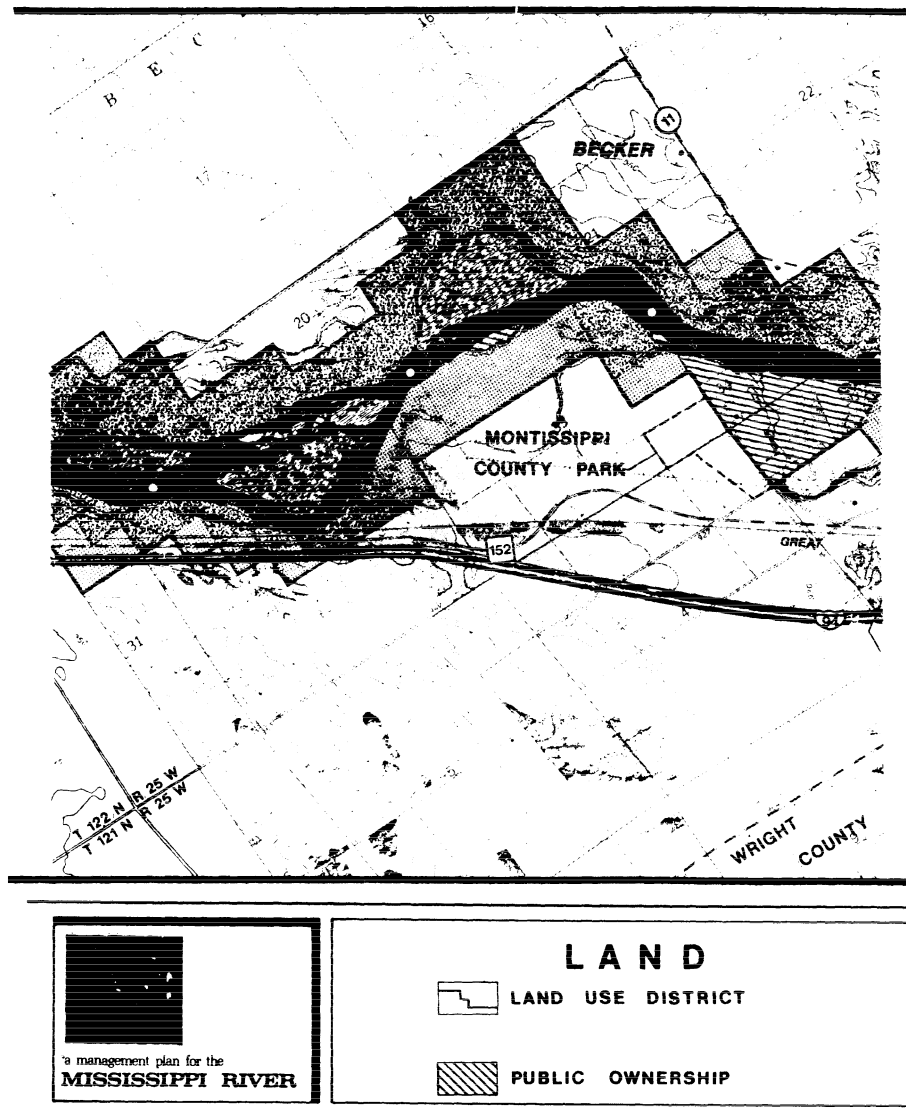 16
B E C
22
11
17
BECKER
20
MONTISSIPPI
COUNTY PARK
GREAT
152
94
31
T 122 N R 25 W
T 121 N R 25 W
WRIGHT
COUNTY
LAND
LAND USE DISTRICT
a management plan for the
MISSISSIPPI RIVER
PUBLIC OWNERSHIP